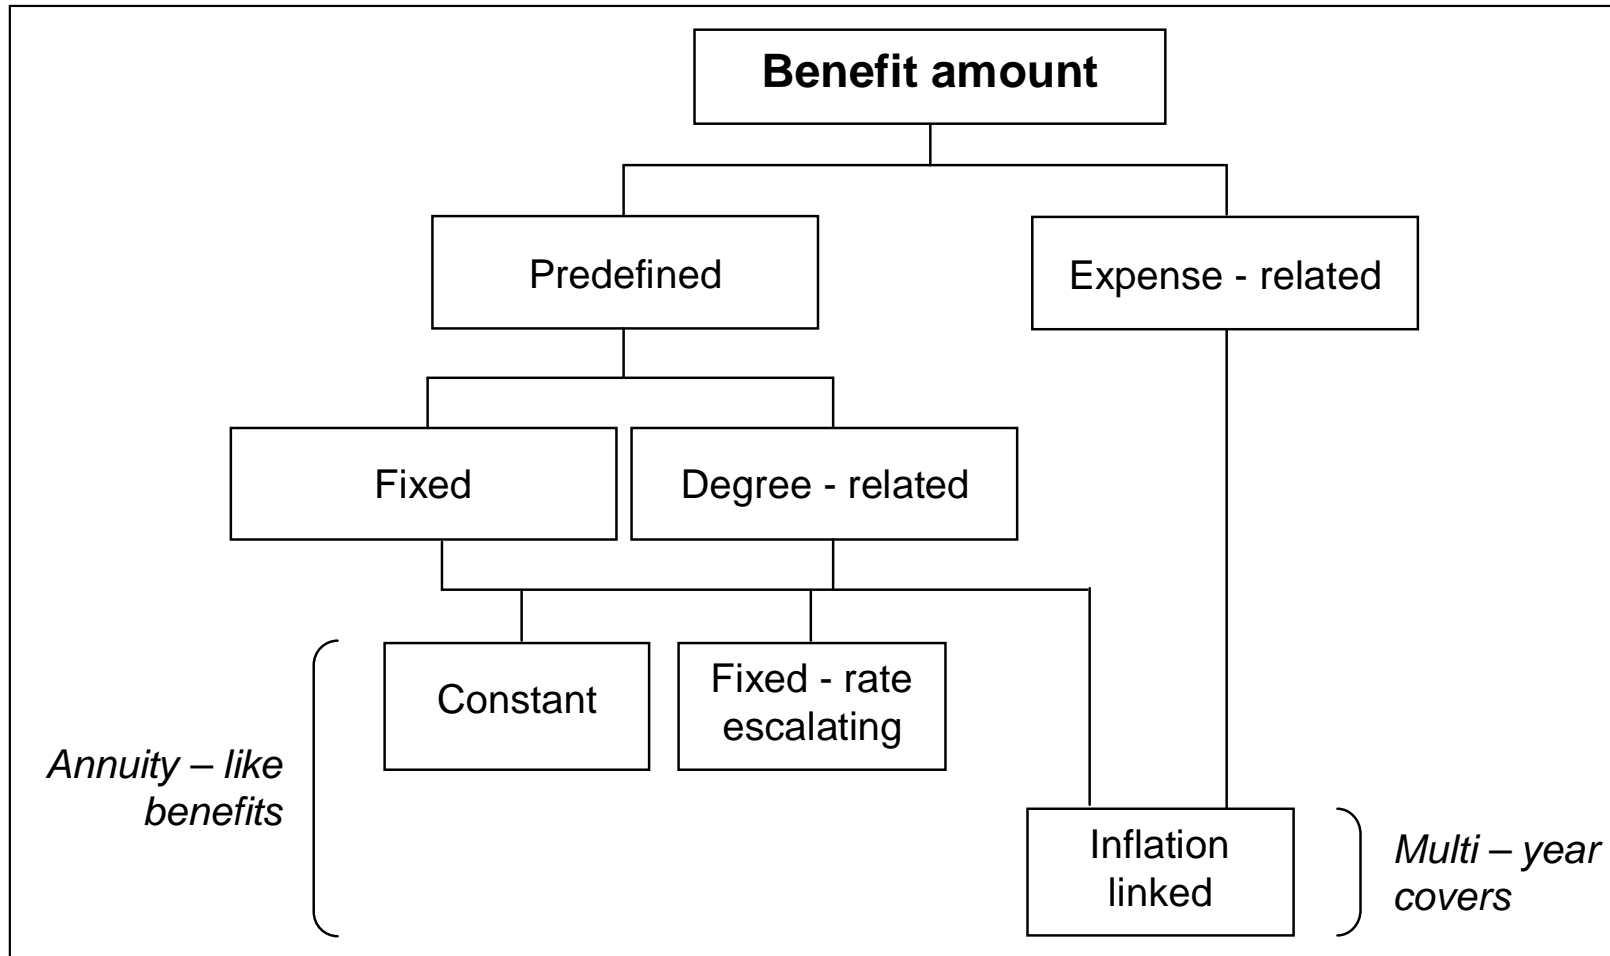 Benefit amount
Predefined
Expense - related
Fixed
Degree - related
Constant
Fixed - rate
escalating
Annuity – like
benefits
Inflation
linked
Multi – year
covers